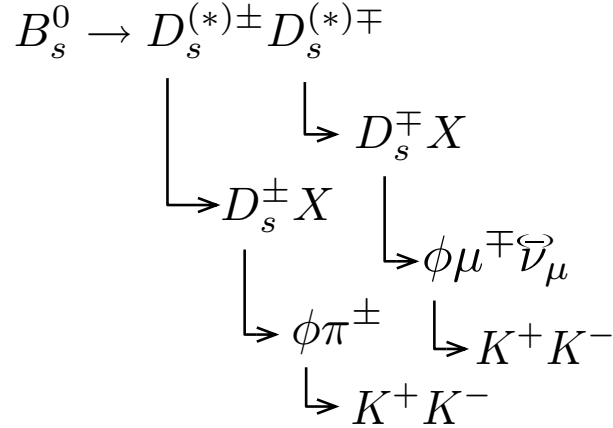 B_s^0 → D_s^{(*)±} D_s^{(*)∓}
D_s^∓ X
D_s^± X
ϕμ^∓ (ν̄)_μ
ϕπ^±
K^+ K^-
K^+ K^-